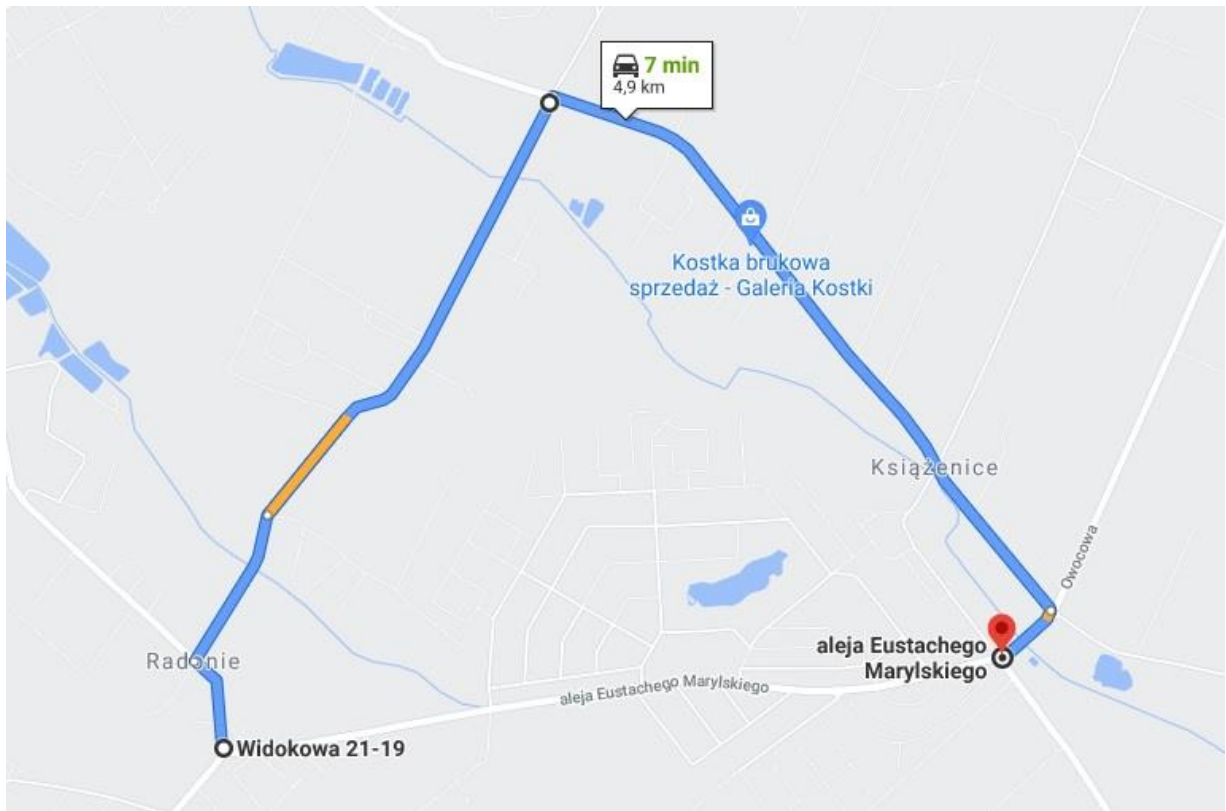 7 min
4,9 km
Kostka brukowa
sprzedaż - Galeria Kostki
Książenice
Owocowa
Radonie
aleja Eustachego
Marylskiego
aleja Eustachego Marylskiego
Widokowa 21-19